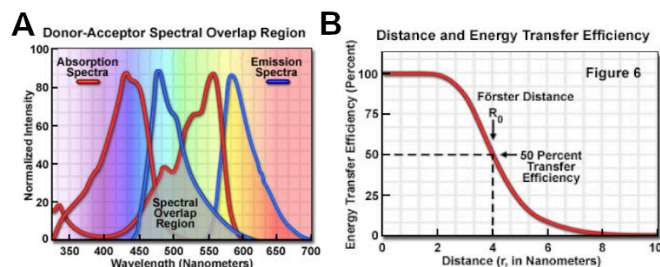 A
Donor-Acceptor Spectral Overlap Region
Absorption
Spectra
Emission
Spectra
Normalized Intensity
100
80
60
40
20
0
Spectral
Overlap
Region
350
400
450
500
550
600
650
700
Wavelength (Nanometers)
B
Distance and Energy Transfer Efficiency
Figure 6
Energy Transfer Efficiency (Percent)
100
75
50
25
0
Förster Distance
R0
50 Percent
Transfer
Efficiency
0
2
4
6
8
10
Distance (r, in Nanometers)